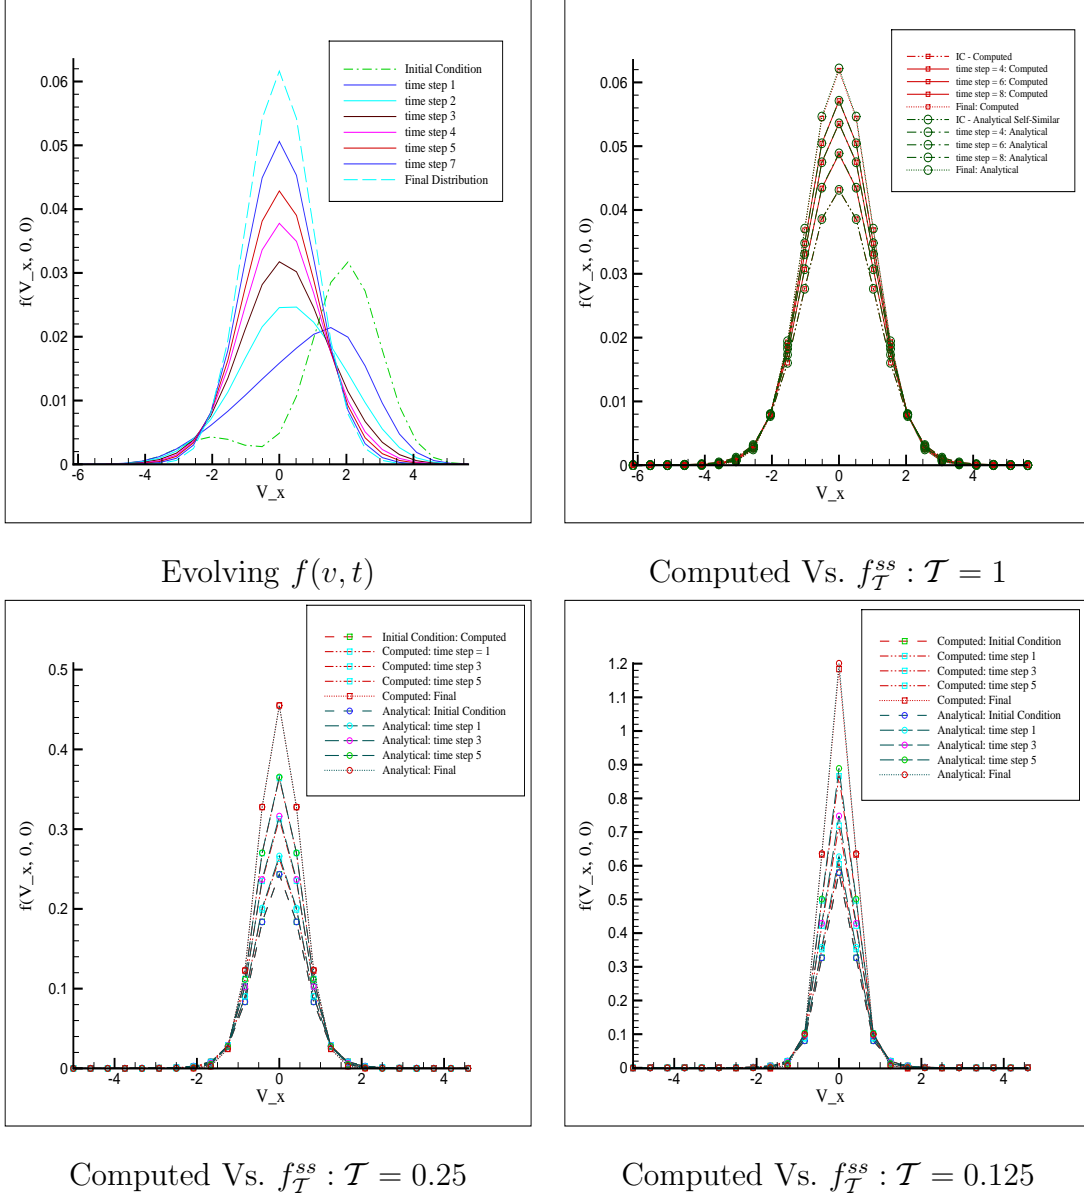 Initial Condition
time step 1
time step 2
time step 3
time step 4
time step 5
time step 7
Final Distribution
f(V_x, 0, 0)
0.06
0.05
0.04
0.03
0.02
0.01
0
-6
-4
-2
0
2
4
V_x
Evolving f(v, t)
IC - Computed
time step = 4: Computed
time step = 6: Computed
time step = 8: Computed
Final: Computed
IC - Analytical Self-Similar
time step = 4: Analytical
time step = 6: Analytical
time step = 8: Analytical
Final: Analytical
f(V_x, 0, 0)
0.06
0.05
0.04
0.03
0.02
0.01
0
-6
-4
-2
0
2
4
V_x
Computed Vs. f_𝒯^{ss} : 𝒯 = 1
Initial Condition: Computed
Computed: time step = 1
Computed: time step 3
Computed: time step 5
Computed: Final
Analytical: Initial Condition
Analytical: time step 1
Analytical: time step 3
Analytical: time step 5
Analytical: Final
f(V_x, 0, 0)
0.5
0.4
0.3
0.2
0.1
0
-4
-2
0
2
4
V_x
Computed Vs. f_𝒯^{ss} : 𝒯 = 0.25
Computed: Initial Condition
Computed: time step 1
Computed: time step 3
Computed: time step 5
Computed: Final
Analytical: Initial Condition
Analytical: time step 1
Analytical: time step 3
Analytical: time step 5
Analytical: Final
f(V_x, 0, 0)
1.2
1.1
1
0.9
0.8
0.7
0.6
0.5
0.4
0.3
0.2
0.1
0
-4
-2
0
2
4
V_x
Computed Vs. f_𝒯^{ss} : 𝒯 = 0.125